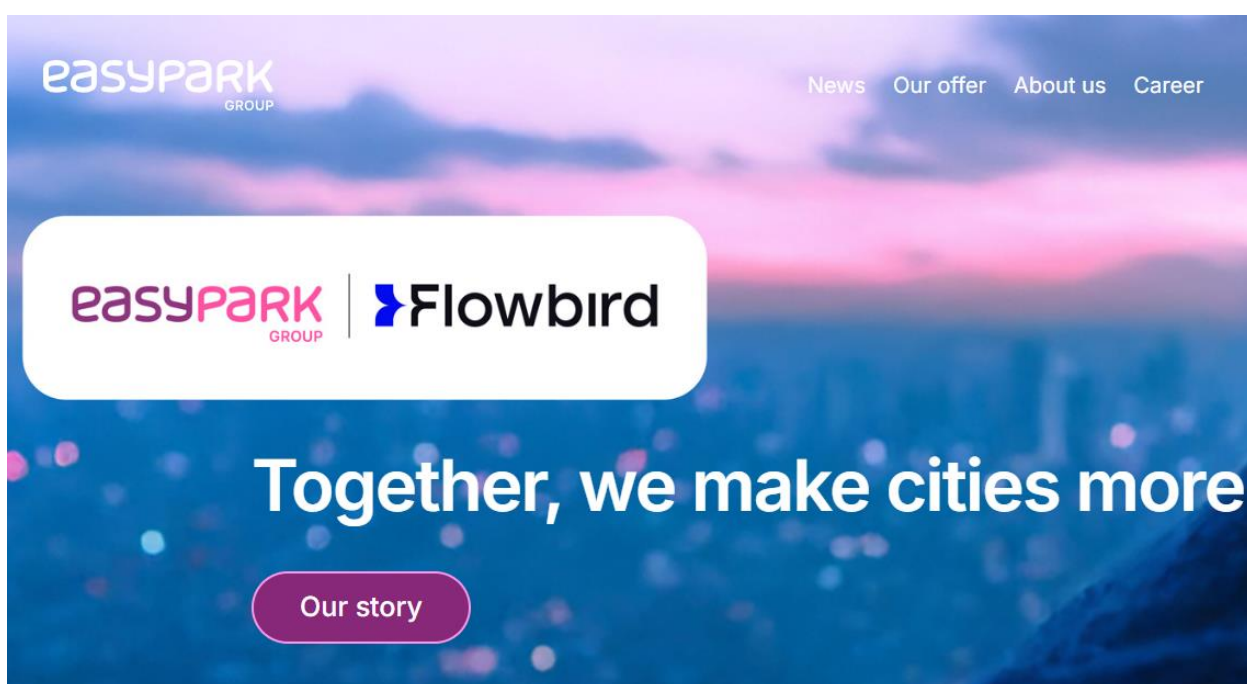 easypark
GROUP
News Our offer About us Career
easypark
GROUP
Flowbird
Together, we make cities more
Our story